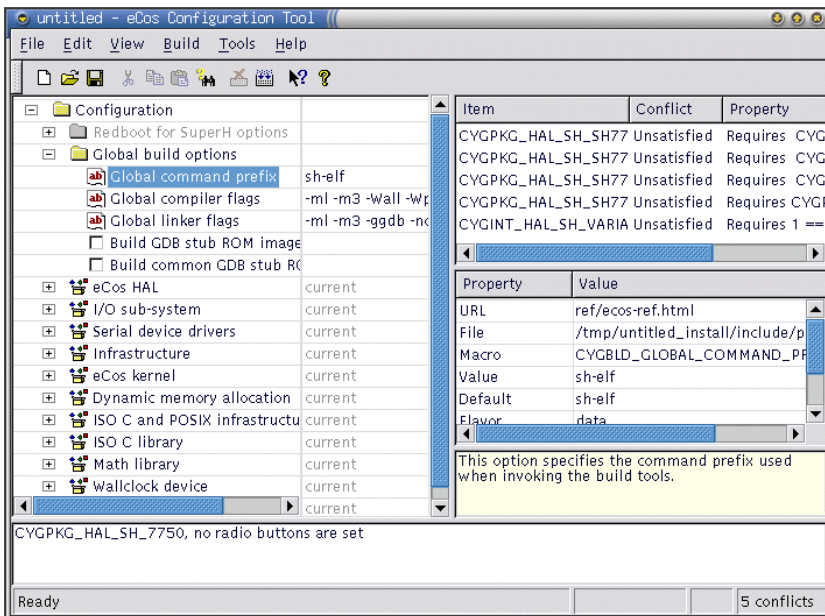 untitled - eCos Configuration Tool
File Edit View Build Tools Help
Configuration
Redboot for SuperH options
Global build options
Global command prefix sh-elf
Global compiler flags -ml -m3 -Wall -Wp
Global linker flags -ml -m3 -ggdb -no
Build GDB stub ROM image
Build common GDB stub RO
eCos HAL current
I/O sub-system current
Serial device drivers current
Infrastructure current
eCos kernel current
Dynamic memory allocation current
ISO C and POSIX infrastructu current
ISO C library current
Math library current
Wallclock device current
current
Item Conflict Property
CYGPKG_HAL_SH_SH77 Unsatisfied Requires CYG
CYGPKG_HAL_SH_SH77 Unsatisfied Requires CYG
CYGPKG_HAL_SH_SH77 Unsatisfied Requires CYG
CYGPKG_HAL_SH_SH77 Unsatisfied Requires CYGF
CYGINT_HAL_SH_VARIA Unsatisfied Requires 1 ==
Property Value
URL ref/ecos-ref.html
File /tmp/untitled_install/include/p
Macro CYGBLD_GLOBAL_COMMAND_PF
Value sh-elf
Default sh-elf
Flavor data
This option specifies the command prefix used
when invoking the build tools.
CYGPKG_HAL_SH_7750, no radio buttons are set
Ready 5 conflicts